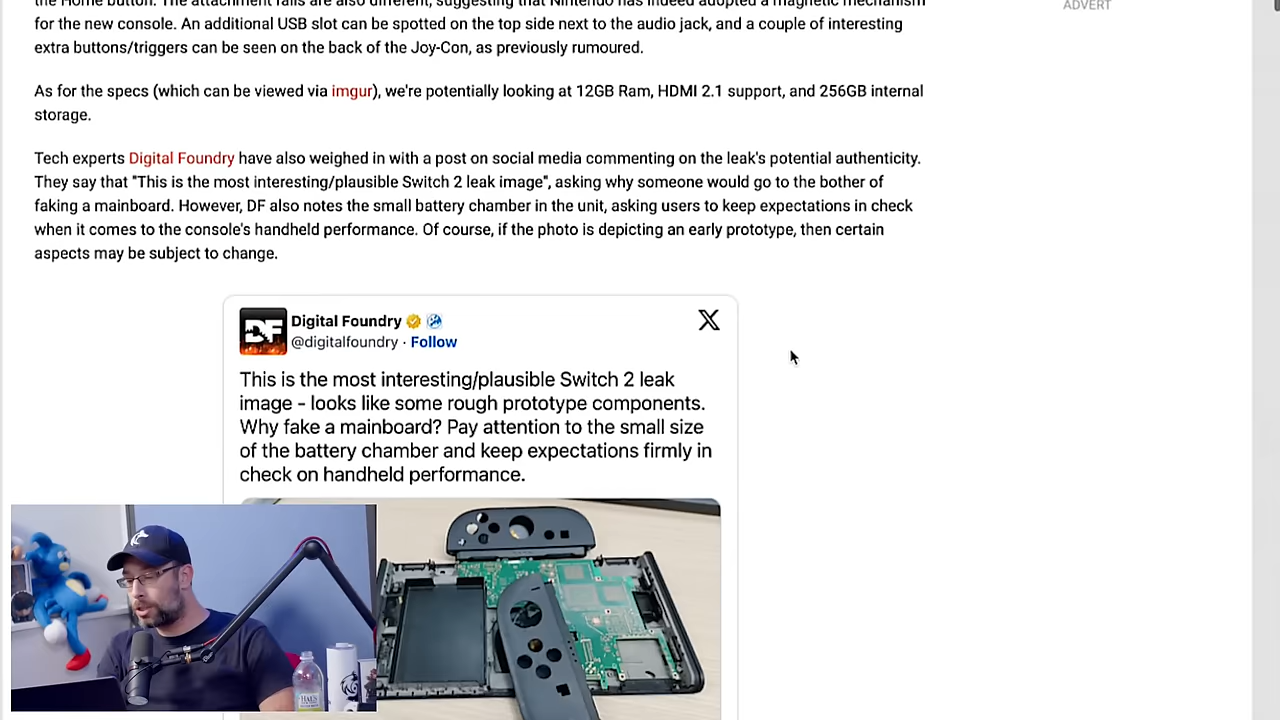 the Home button. The attachment rails are also different, suggesting that Nintendo has indeed adopted a magnetic mechanism
for the new console. An additional USB slot can be spotted on the top side next to the audio jack, and a couple of interesting
extra buttons/triggers can be seen on the back of the Joy-Con, as previously rumoured.
ADVERT
As for the specs (which can be viewed via imgur), we're potentially looking at 12GB Ram, HDMI 2.1 support, and 256GB internal
storage.
Tech experts Digital Foundry have also weighed in with a post on social media commenting on the leak's potential authenticity.
They say that "This is the most interesting/plausible Switch 2 leak image", asking why someone would go to the bother of
faking a mainboard. However, DF also notes the small battery chamber in the unit, asking users to keep expectations in check
when it comes to the console's handheld performance. Of course, if the photo is depicting an early prototype, then certain
aspects may be subject to change.
DF
Digital Foundry
@digitalfoundry · Follow
X
This is the most interesting/plausible Switch 2 leak
image - looks like some rough prototype components.
Why fake a mainboard? Pay attention to the small size
of the battery chamber and keep expectations firmly in
check on handheld performance.